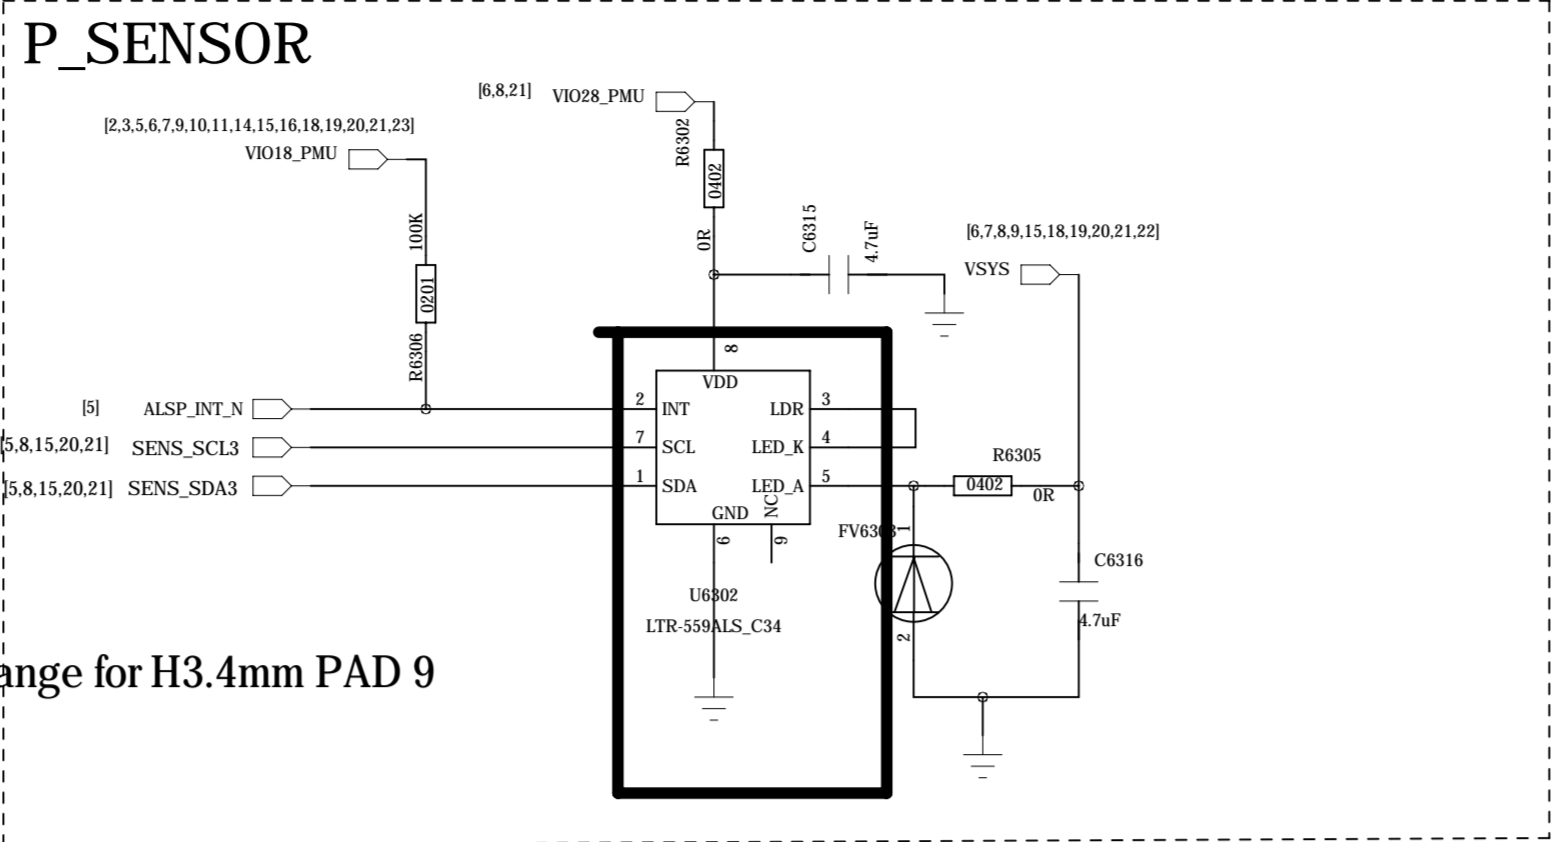 P_SENSOR
[6,8,21] VIO28_PMU
[2,3,5,6,7,9,10,11,14,15,16,18,19,20,21,23]
VIO18_PMU
R6302
0402
0R
100K
0201
R6306
C6315
4.7uF
[6,7,8,9,15,18,19,20,21,22]
VSYS
8
VDD
[5] ALSP_INT_N
2 INT
LDR 3
[5,8,15,20,21] SENS_SCL3
7 SCL
LED_K 4
[5,8,15,20,21] SENS_SDA3
1 SDA
LED_A 5
R6305
0402
0R
GND
NC
6
9
FV6303
1
2
C6316
4.7uF
U6302
LTR-559ALS_C34
ange for H3.4mm PAD 9